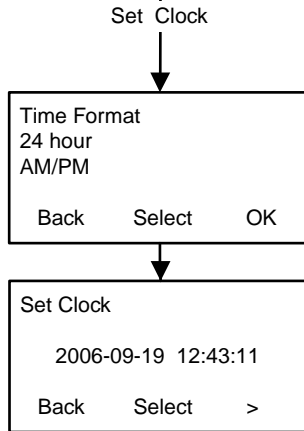 Set Clock
Time Format
24 hour
AM/PM
Back Select OK
Set Clock
2006-09-19 12:43:11
Back Select >